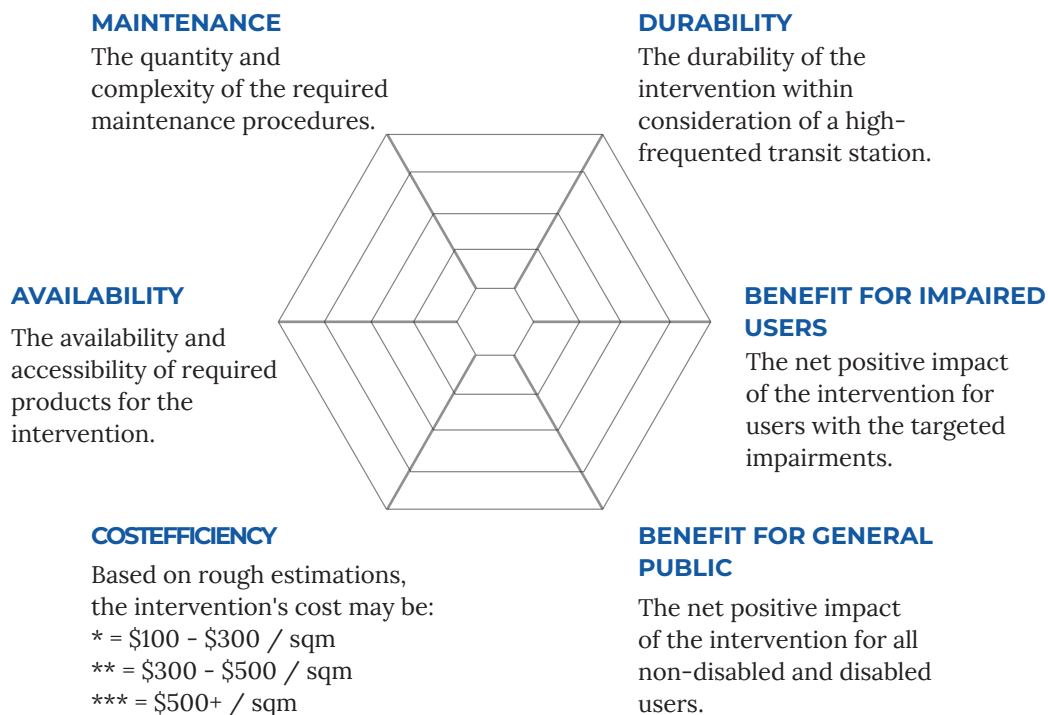 MAINTENANCE
The quantity and
complexity of the required
maintenance procedures.
DURABILITY
The durability of the
intervention within
consideration of a high-
frequented transit station.
AVAILABILITY
The availability and
accessibility of required
products for the
intervention.
BENEFIT FOR IMPAIRED
USERS
The net positive impact
of the intervention for
users with the targeted
impairments.
COSTEFFICIENCY
Based on rough estimations,
the intervention's cost may be:
* = $100 - $300 / sqm
** = $300 - $500 / sqm
*** = $500+ / sqm
BENEFIT FOR GENERAL
PUBLIC
The net positive impact
of the intervention for all
non-disabled and disabled
users.